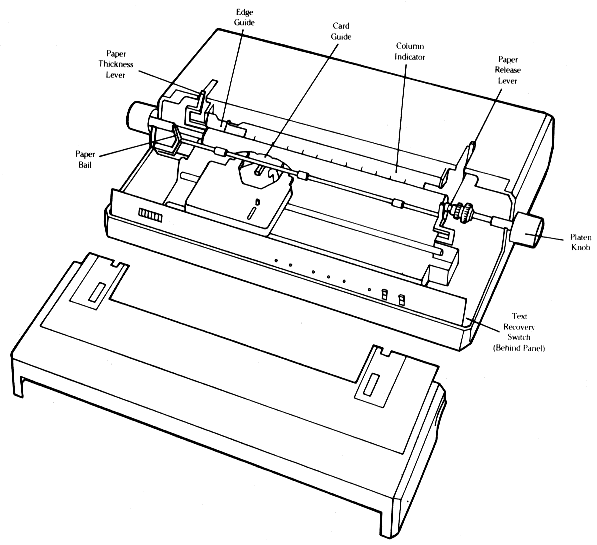 Edge
Guide
Card
Guide
Column
Indicator
Paper
Thickness
Lever
Paper
Release
Lever
Paper
Bail
Platen
Knob
Text
Recovery
Switch
(Behind Panel)